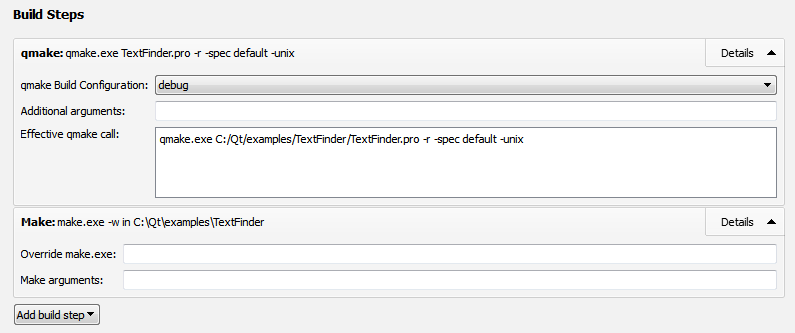 Build Steps
qmake: qmake.exe TextFinder.pro -r -spec default -unix
Details
qmake Build Configuration: debug
Additional arguments:
Effective qmake call: qmake.exe C:/Qt/examples/TextFinder/TextFinder.pro -r -spec default -unix
Make: make.exe -w in C:\Qt\examples\TextFinder
Details
Override make.exe:
Make arguments:
Add build step